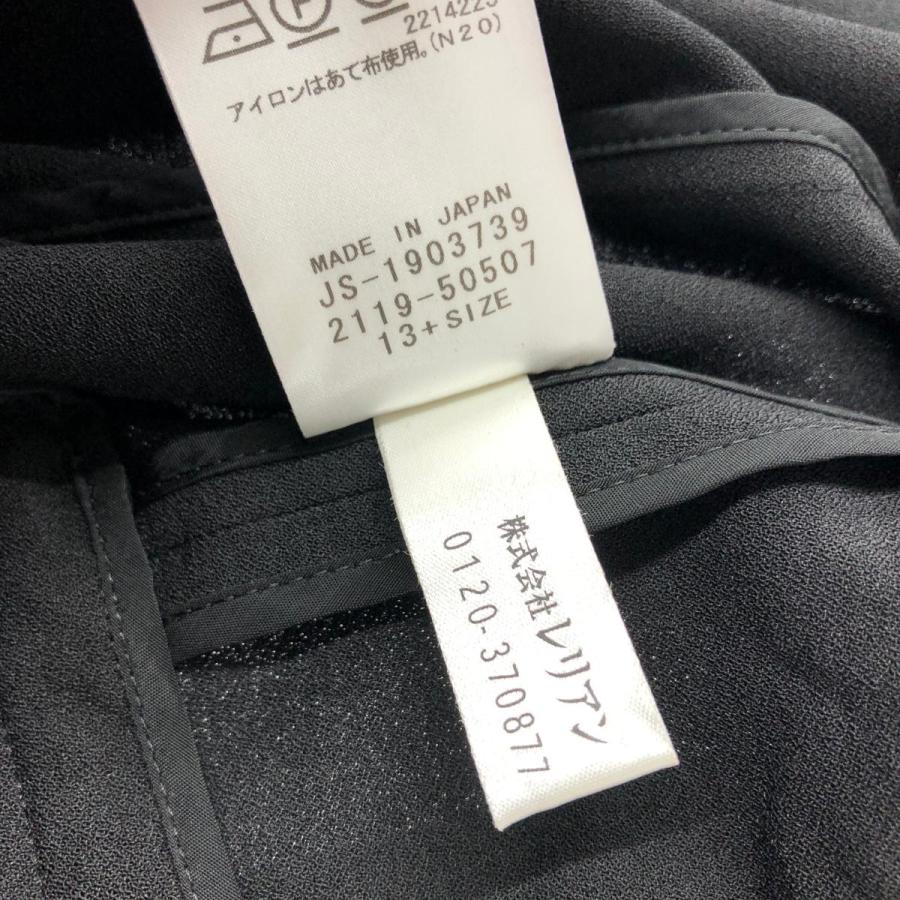 P
2214223
アイロンはあて布使用。(N20)
MADE IN JAPAN
JS-1903739
2119-50507
13+SIZE
株式会社レリアン
0120-370877